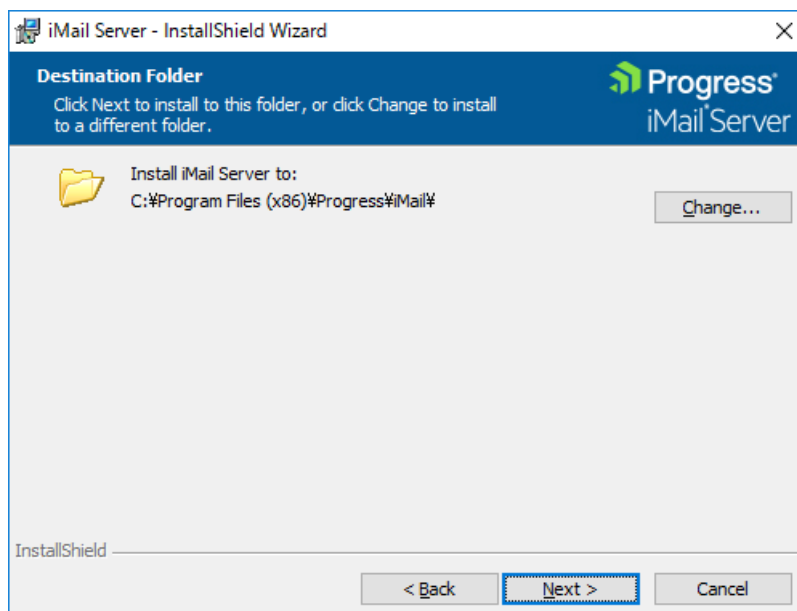 iMail Server - InstallShield Wizard
Destination Folder
Click Next to install to this folder, or click Change to install
to a different folder.
Progress®
iMail® Server
Install iMail Server to:
C:¥Program Files (x86)¥Progress¥iMail¥
Change...
InstallShield
< Back
Next >
Cancel